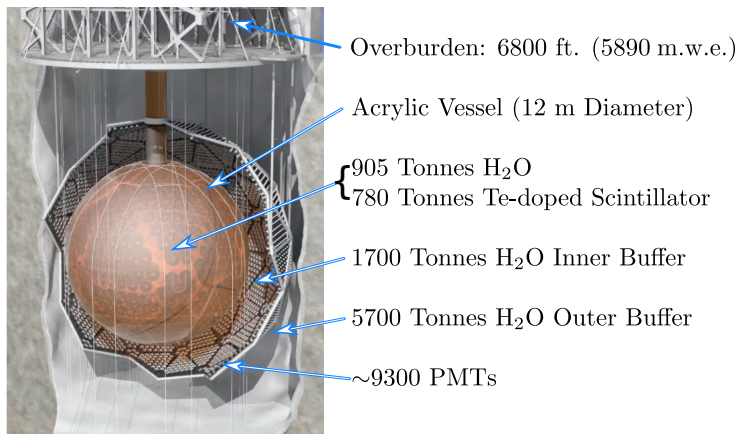 Overburden: 6800 ft. (5890 m.w.e.)
Acrylic Vessel (12 m Diameter)
905 Tonnes H₂O
780 Tonnes Te-doped Scintillator
1700 Tonnes H₂O Inner Buffer
5700 Tonnes H₂O Outer Buffer
∼9300 PMTs